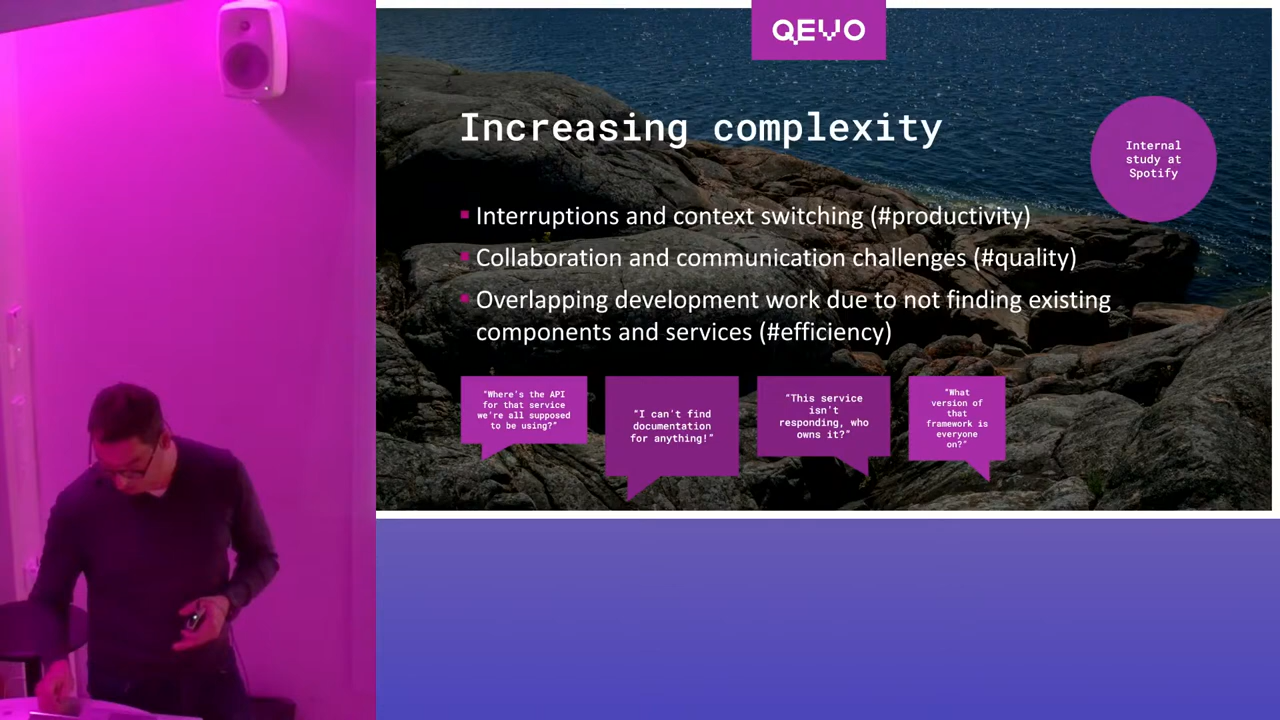 QEVO
Increasing complexity
Internal
study at
Spotify
Interruptions and context switching (#productivity)
Collaboration and communication challenges (#quality)
Overlapping development work due to not finding existing
components and services (#efficiency)
"Where's the API
for that service
we're all supposed
to be using?"
"I can't find
documentation
for anything!"
"This service
isn't
responding, who
owns it?"
"What
version of
that
framework is
everyone
on?"